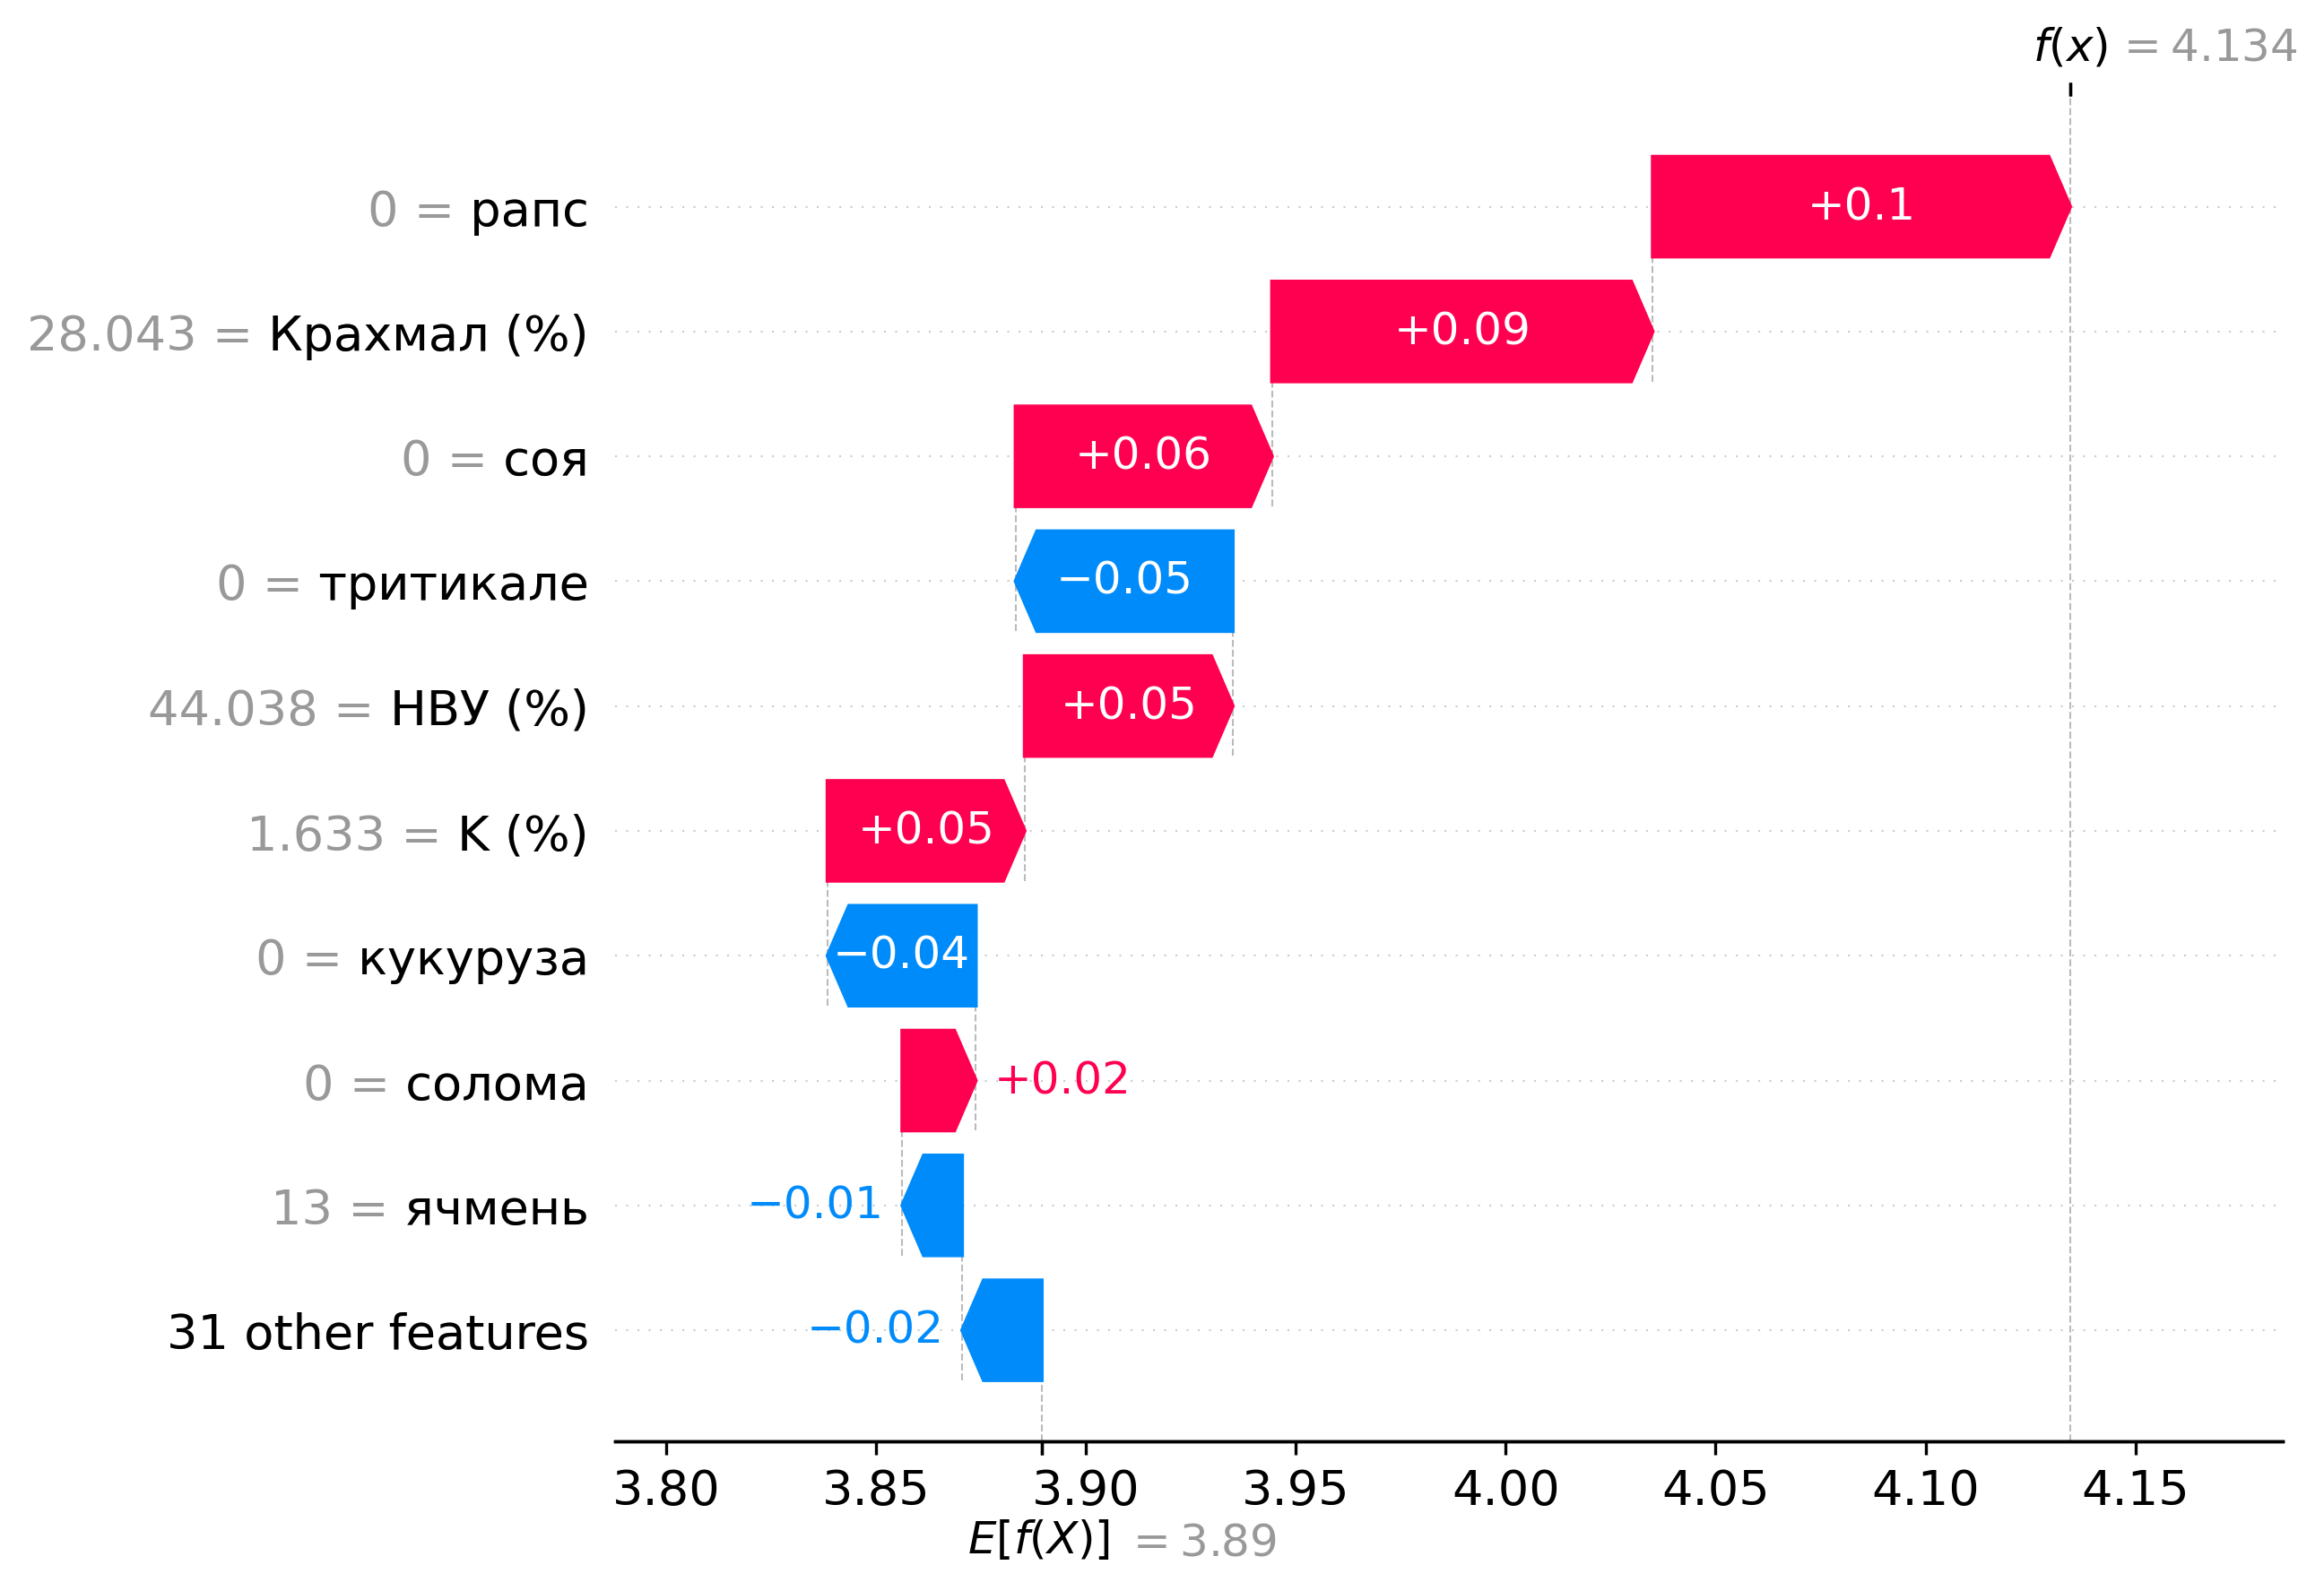 f(x) = 4.134
0 = рапс +0.1
28.043 = Крахмал (%) +0.09
0 = соя +0.06
0 = тритикале −0.05
44.038 = НВУ (%) +0.05
1.633 = K (%) +0.05
0 = кукуруза −0.04
0 = солома +0.02
13 = ячмень −0.01
31 other features −0.02
3.80 3.85 3.90 3.95 4.00 4.05 4.10 4.15
E[f(X)] = 3.89